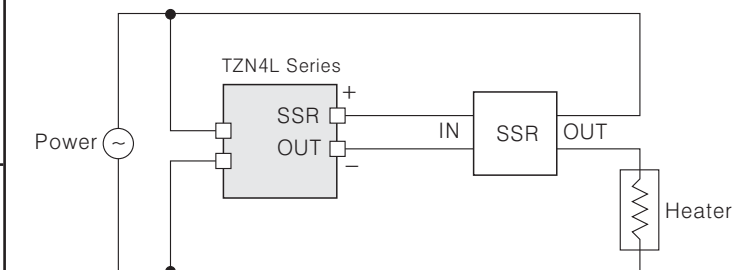 TZN4L Series
+
SSR
IN
SSR
OUT
Power
~
OUT
−
Heater